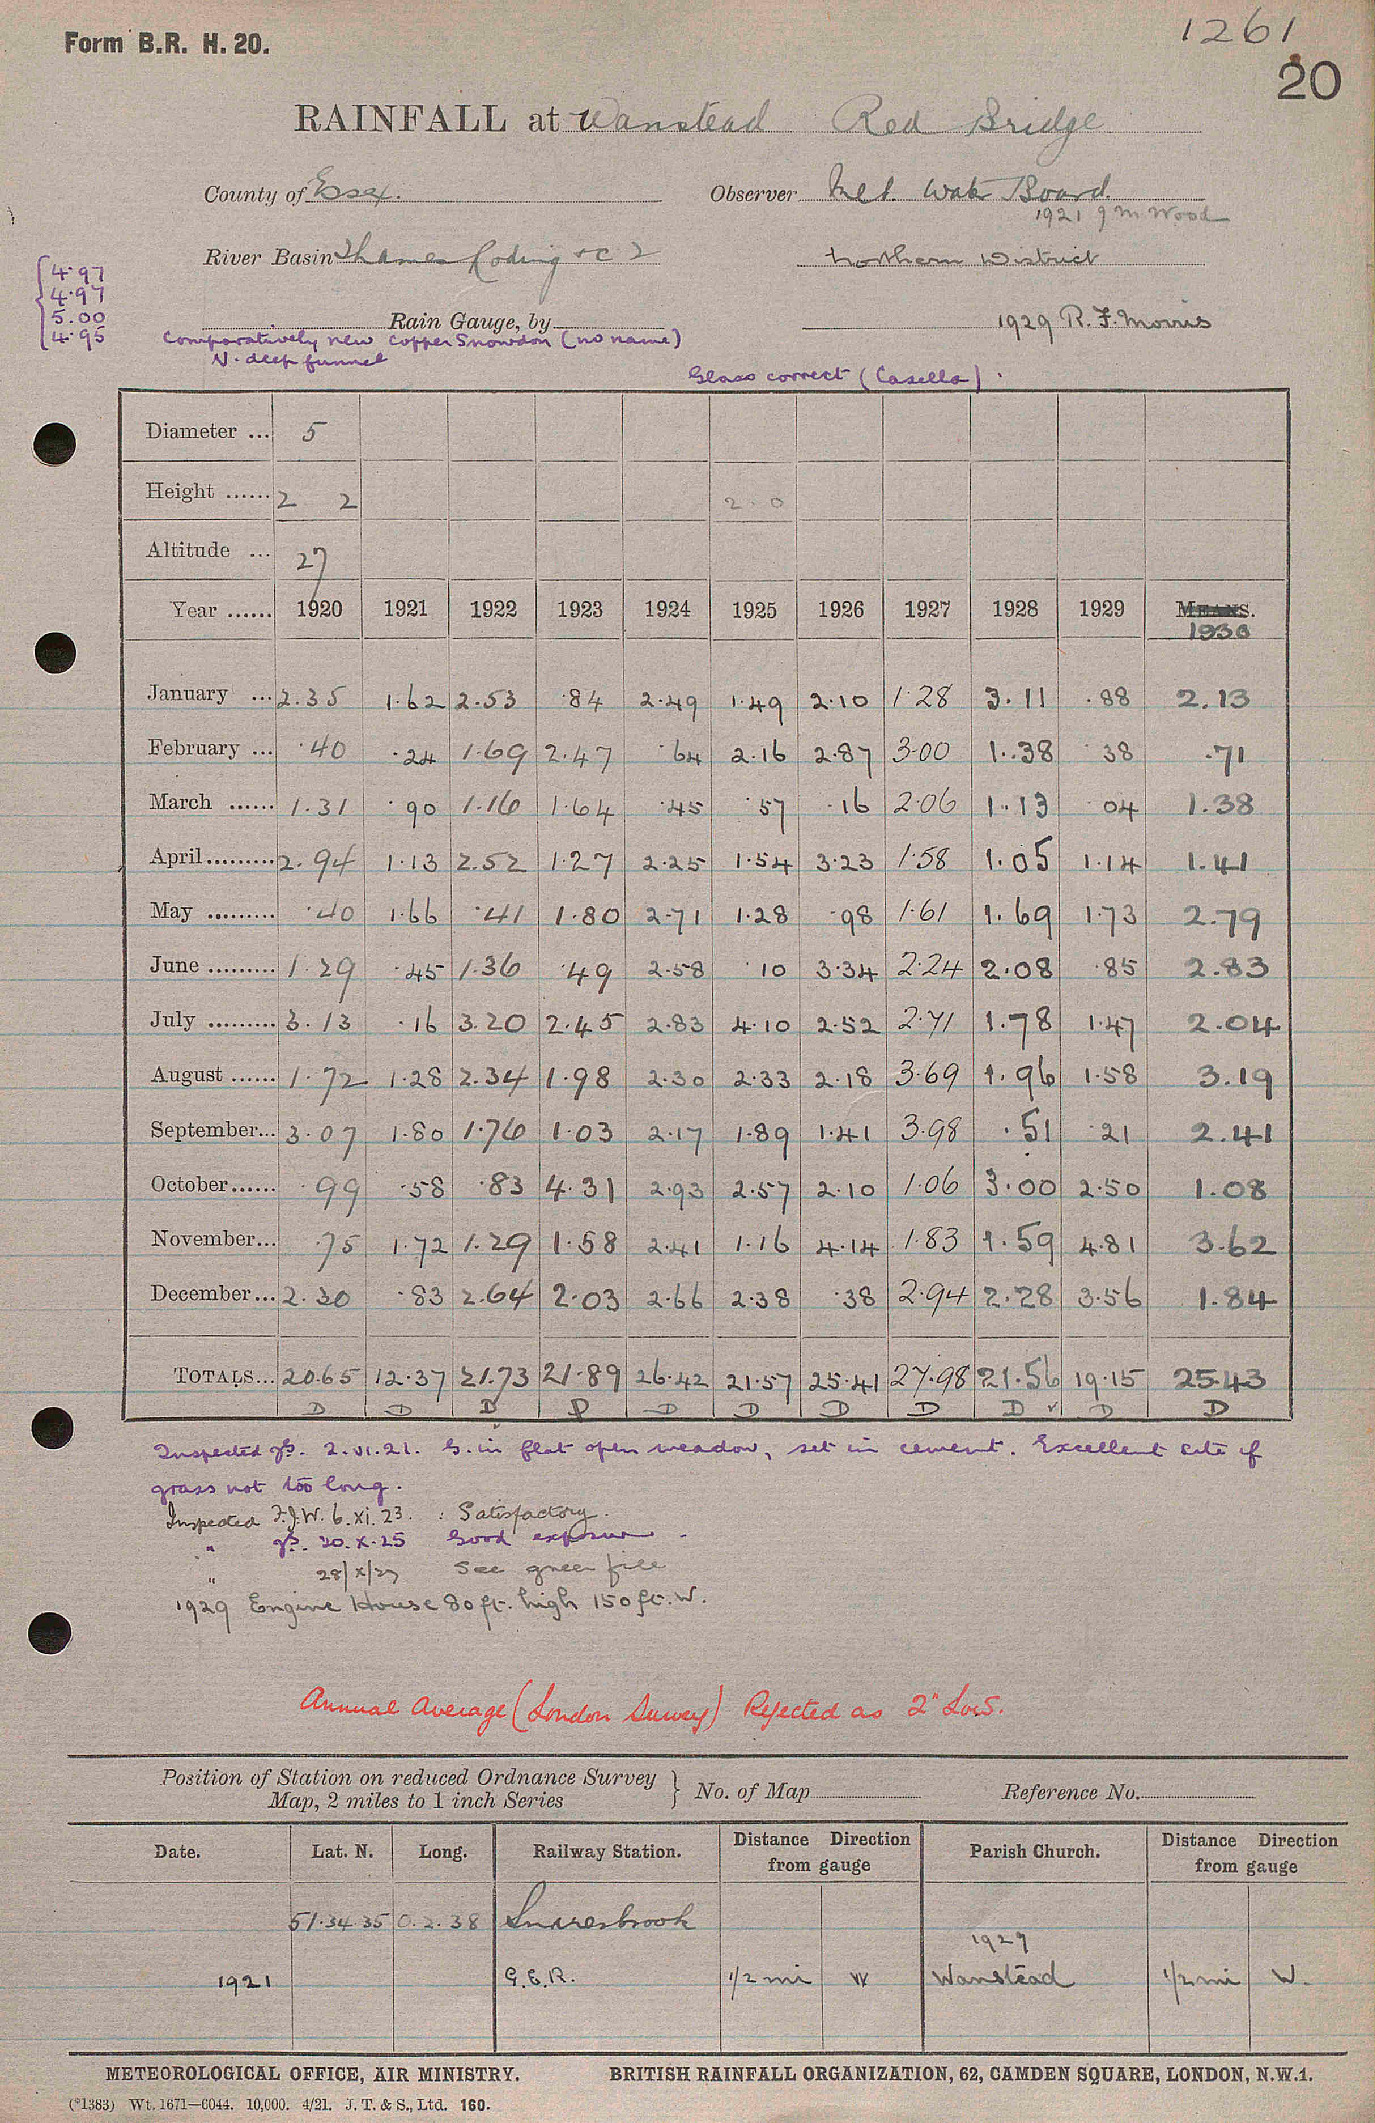 Form B.R. H. 20.
1261
20
RAINFALL at Wanstead Red Bridge
County of Essex. Observer Met. Wat. Board.
1921 J M Wood
River Basin Thames Roding +c 2 Northern District
{4.97
4.97
5.00
4.95
Rain Gauge, by 1929 R. F. Morris
Comparatively new copper Snowdon (no name)
V. deep funnel
Glass correct (Casella).
Diameter ... 5
Height ...... 2 2 2.0
Altitude ... 27
Year ...... 1920 1921 1922 1923 1924 1925 1926 1927 1928 1929 MEANS.
1930
January ... 2.35 1.62 2.53 .84 2.49 1.49 2.10 1.28 3.11 .88 2.13
February ... .40 .24 1.69 2.47 .64 2.16 2.87 3.00 1.38 .38 .71
March ...... 1.31 .90 1.16 1.64 .45 .57 .16 2.06 1.13 .04 1.38
April ......... 2.94 1.13 2.52 1.27 2.25 1.54 3.23 1.58 1.05 1.14 1.41
May ......... .40 1.66 .41 1.80 2.71 1.28 .98 1.61 1.69 1.73 2.79
June ......... 1.29 .45 1.36 .49 2.58 .10 3.34 2.24 2.08 .85 2.83
July ......... 3.13 .16 3.20 2.45 2.83 4.10 2.52 2.71 1.78 1.47 2.04
August ...... 1.72 1.28 2.34 1.98 2.30 2.33 2.18 3.69 1.96 1.58 3.19
September... 3.07 1.80 1.76 1.03 2.17 1.89 1.41 3.98 .51 .21 2.41
October...... .99 .58 .83 4.31 2.93 2.57 2.10 1.06 3.00 2.50 1.08
November... .75 1.72 1.29 1.58 2.41 1.16 4.14 1.83 1.59 4.81 3.62
December... 2.30 .83 2.64 2.03 2.66 2.38 .38 2.94 2.28 3.56 1.84
TOTALS... 20.65 12.37 21.73 21.89 26.42 21.57 25.41 27.98 21.56 19.15 25.43
D D D D D D D D D D D
Inspected 2.VI.21. G. in flat open meadow, set in cement. Excellent site if
grass not too long.
Inspected F.J.W. 6.XI.23. : Satisfactory.
" 20.X.25 Good exposure.
" 28/X/27 See green file
1929 Engine House 80 ft. high 150 ft. W.
Annual Average (London Survey) Rejected as 2" Low.
Position of Station on reduced Ordnance Survey
Map, 2 miles to 1 inch Series } No. of Map Reference No.
Date. Lat. N. Long. Railway Station. Distance Direction from gauge Parish Church. Distance Direction from gauge
51.34.35 0.2.38 Snaresbrook
1927
1921 G.E.R. 1/2 mi W Wanstead 1/2 mi W.
METEOROLOGICAL OFFICE, AIR MINISTRY. BRITISH RAINFALL ORGANIZATION, 62, CAMDEN SQUARE, LONDON, N.W.1.
(*1383) Wt. 1671—6044. 10,000. 4/21. J. T. & S., Ltd. 160.